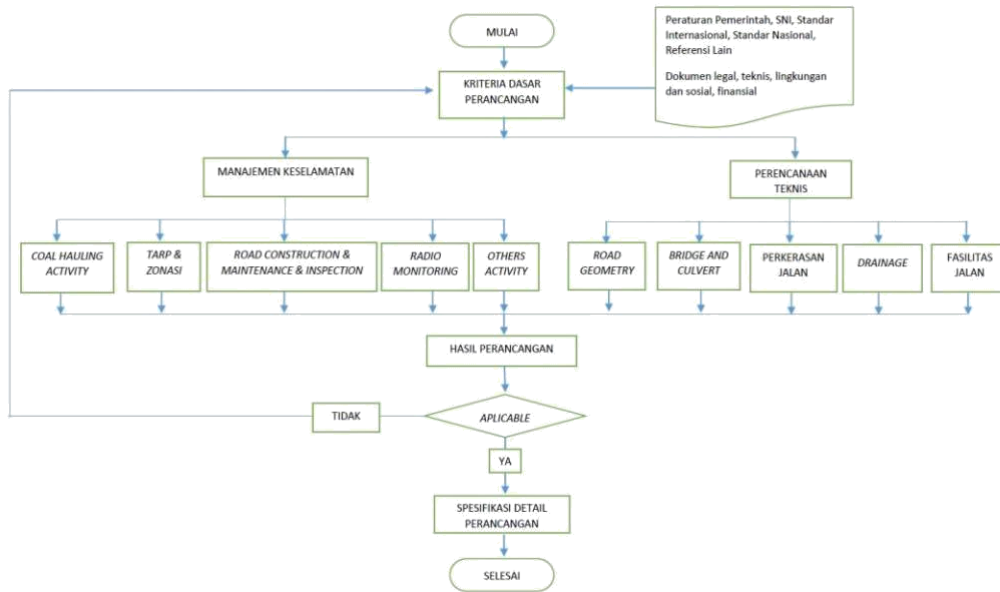 MULAI
Peraturan Pemerintah, SNI, Standar
Internasional, Standar Nasional,
Referensi Lain
Dokumen legal, teknis, lingkungan
dan sosial, finansial
KRITERIA DASAR
PERANCANGAN
MANAJEMEN KESELAMATAN
PERENCANAAN
TEKNIS
COAL HAULING
ACTIVITY
TARP &
ZONASI
ROAD CONSTRUCTION &
MAINTENANCE & INSPECTION
RADIO
MONITORING
OTHERS
ACTIVITY
ROAD
GEOMETRY
BRIDGE AND
CULVERT
PERKERASAN
JALAN
DRAINAGE
FASILITAS
JALAN
HASIL PERANCANGAN
TIDAK
APLICABLE
YA
SPESIFIKASI DETAIL
PERANCANGAN
SELESAI